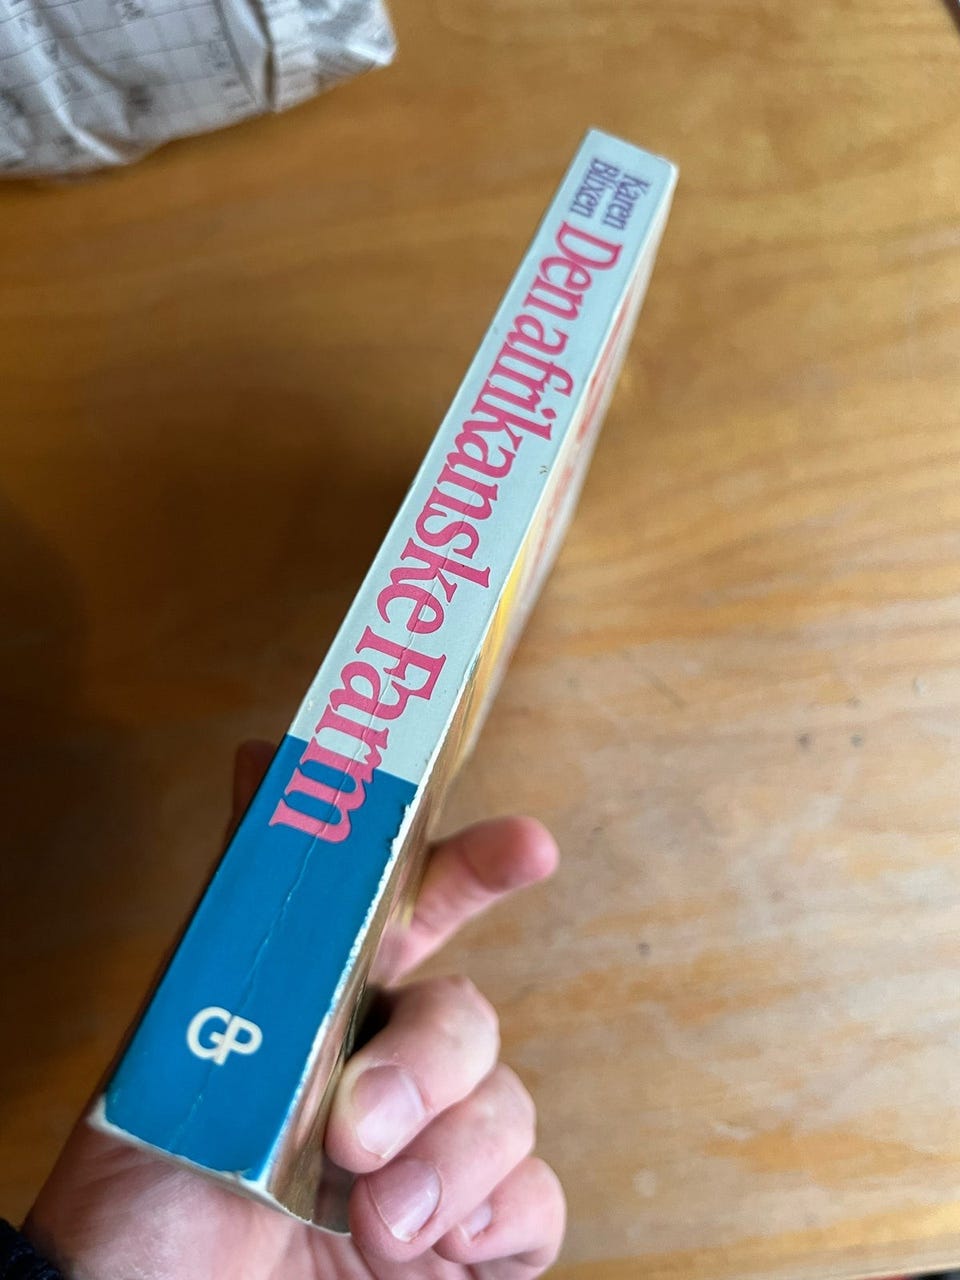 Karen
Blixen
Den afrikanske Farm
GP